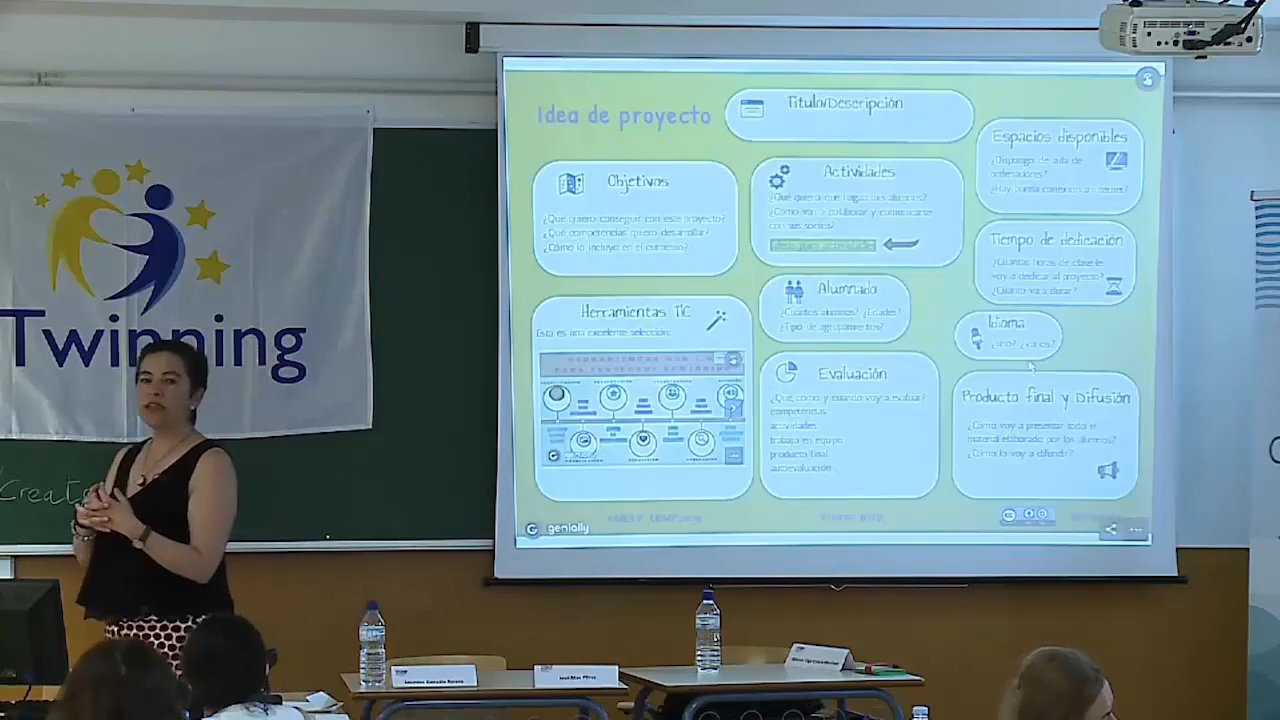 Twinning
Creat
Idea de proyecto
Título/Descripción
Objetivos
¿Qué quiero conseguir con este proyecto?
¿Qué competencias quiero desarrollar?
¿Cómo lo incluyo en el currículo?
Actividades
¿Qué quiero que hagan mis alumnos?
¿Cómo van a colaborar y comunicarse
con sus socios?
Espacios disponibles
¿Dispongo de aula de
ordenadores?
¿Hay buena conexión a internet?
Tiempo de dedicación
¿Cuántas horas de clase le
voy a dedicar al proyecto?
¿Cuánto va a durar?
Herramientas TIC
Esta es una excelente selección:
Alumnado
¿Cuántos alumnos? ¿Edades?
¿Tipo de agrupamientos?
Idioma
¿Uno? ¿Varios?
Evaluación
¿Qué, cómo y cuándo voy a evaluar?
competencias
actividades
trabajo en equipo
producto final
autoevaluación
Producto final y Difusión
¿Cómo voy a presentar todo el
material elaborado por los alumnos?
¿Cómo lo voy a difundir?
genially